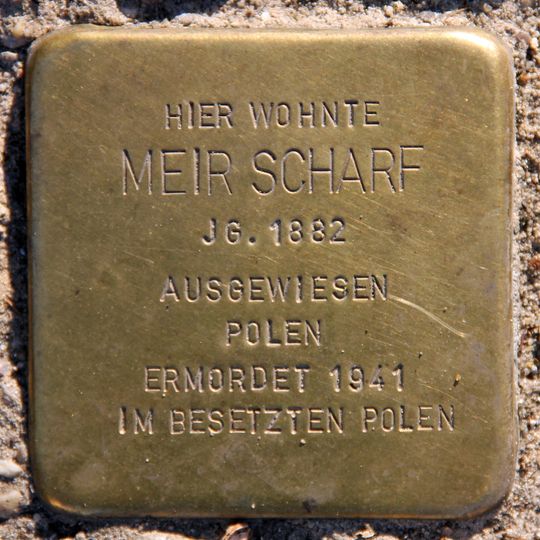 HIER WOHNTE
MEIR SCHARF
JG. 1882
AUSGEWIESEN
POLEN
ERMORDET 1941
IM BESETZTEN POLEN